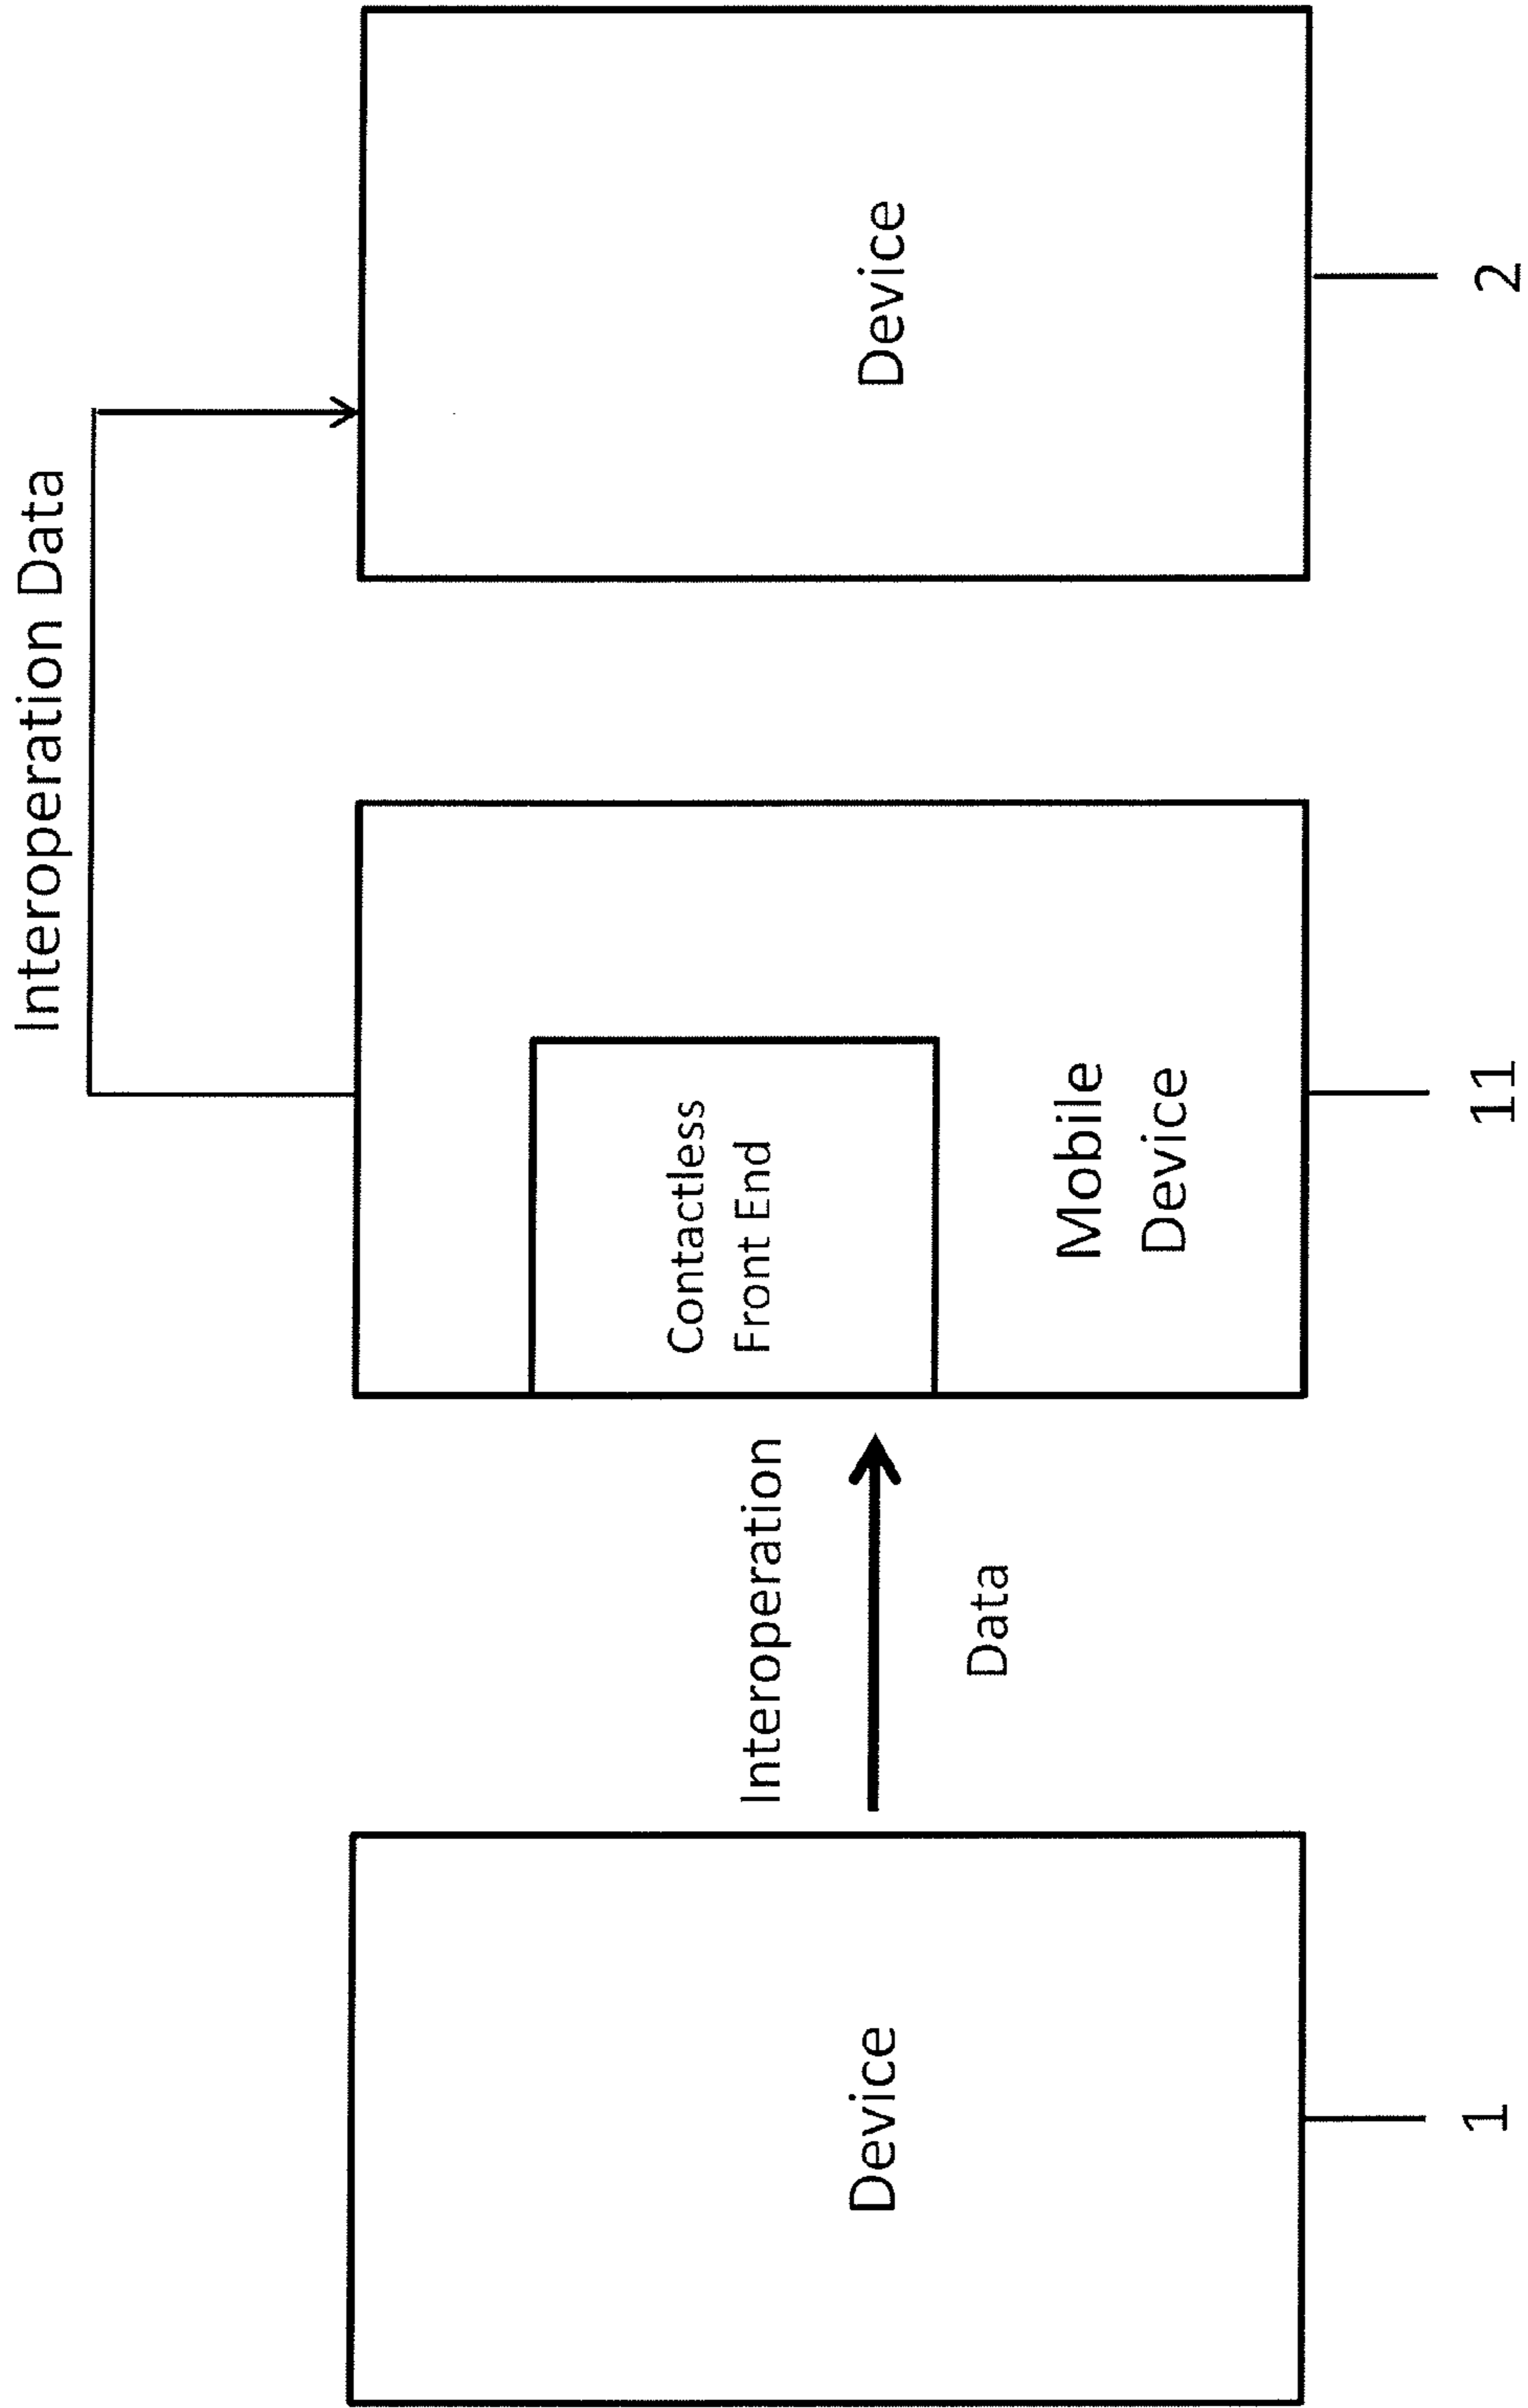 Interoperation Data
Device
Interoperation
Data
Contactless
Front End
Mobile
Device
Device
1
11
2